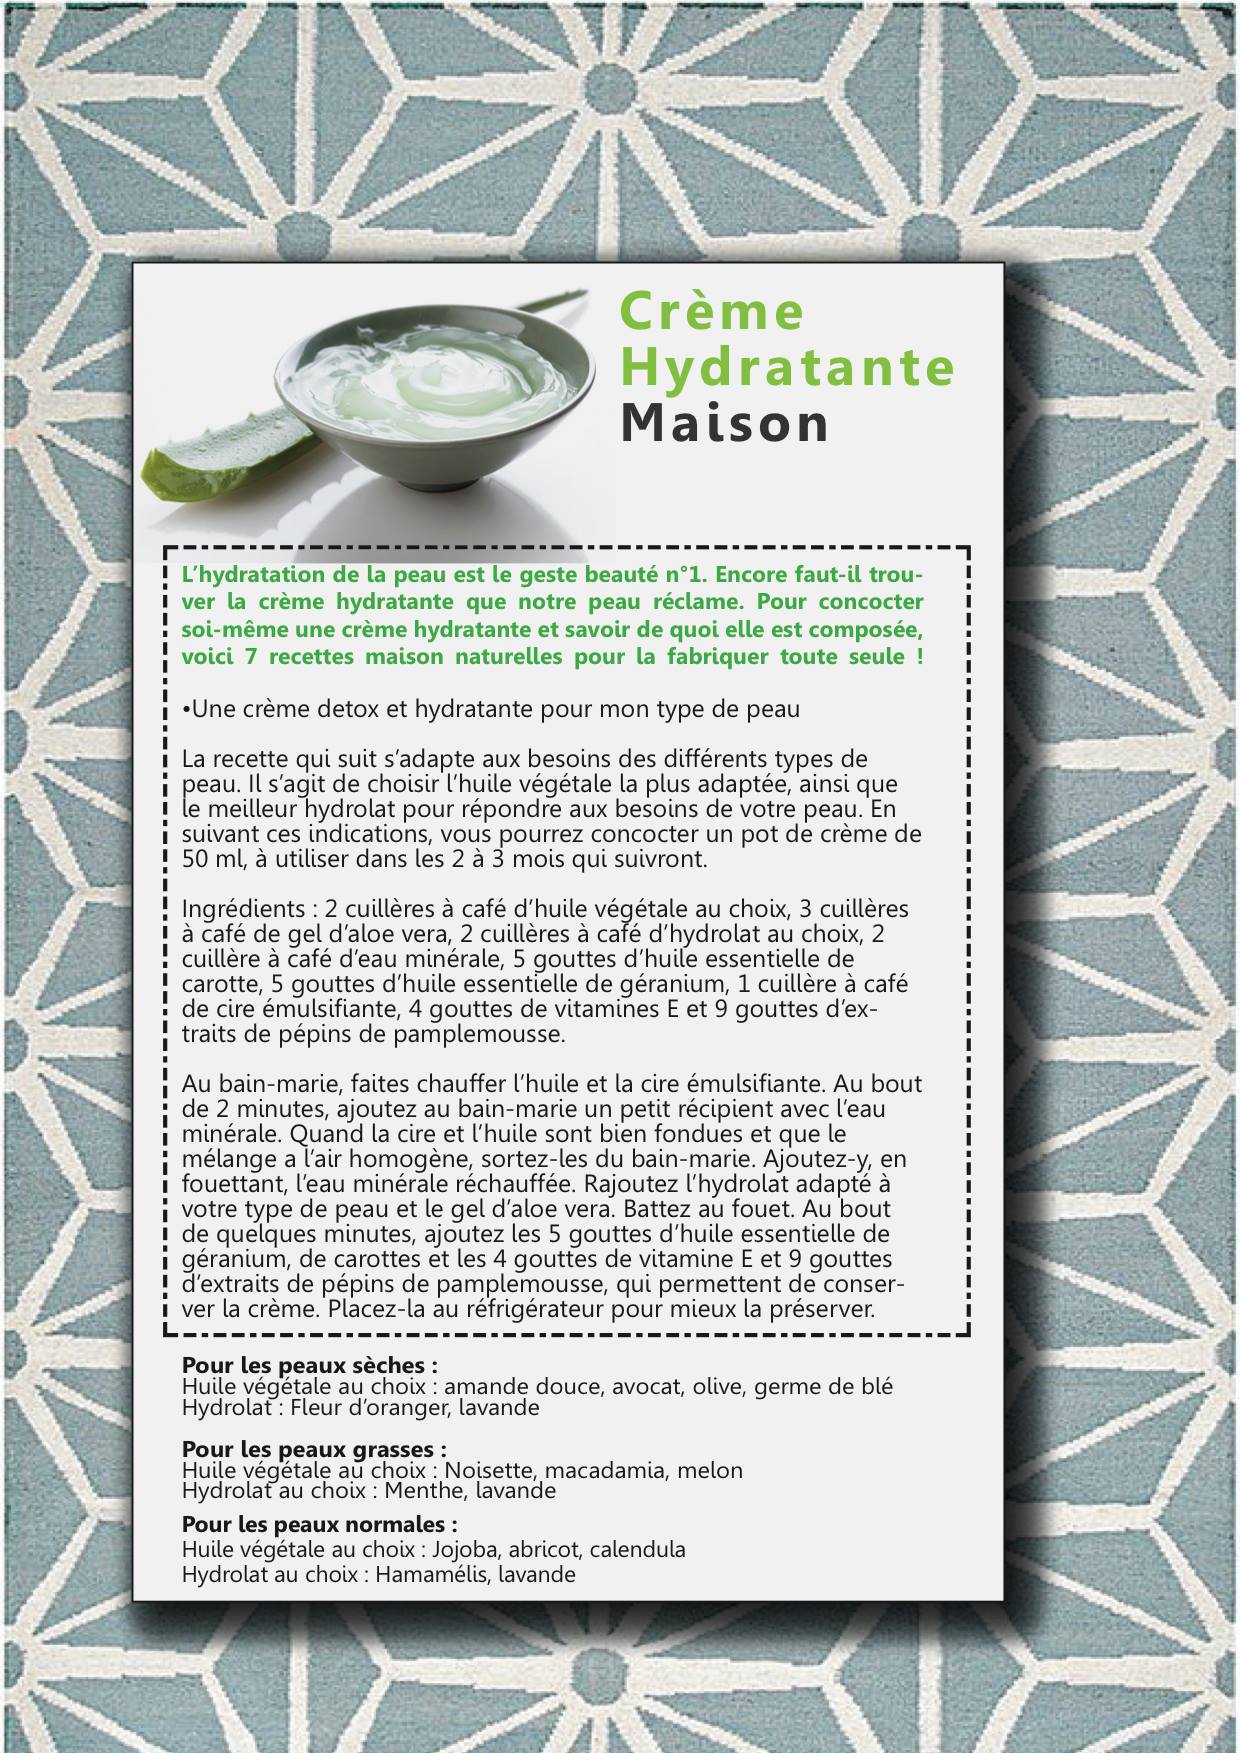 Crème
Hydratante
Maison
L’hydratation de la peau est le geste beauté n°1. Encore faut-il trou-
ver la crème hydratante que notre peau réclame. Pour concocter
soi-même une crème hydratante et savoir de quoi elle est composée,
voici 7 recettes maison naturelles pour la fabriquer toute seule !
•Une crème detox et hydratante pour mon type de peau
La recette qui suit s’adapte aux besoins des différents types de
peau. Il s’agit de choisir l’huile végétale la plus adaptée, ainsi que
le meilleur hydrolat pour répondre aux besoins de votre peau. En
suivant ces indications, vous pourrez concocter un pot de crème de
50 ml, à utiliser dans les 2 à 3 mois qui suivront.
Ingrédients : 2 cuillères à café d’huile végétale au choix, 3 cuillères
à café de gel d’aloe vera, 2 cuillères à café d’hydrolat au choix, 2
cuillère à café d’eau minérale, 5 gouttes d’huile essentielle de
carotte, 5 gouttes d’huile essentielle de géranium, 1 cuillère à café
de cire émulsifiante, 4 gouttes de vitamines E et 9 gouttes d’ex-
traits de pépins de pamplemousse.
Au bain-marie, faites chauffer l’huile et la cire émulsifiante. Au bout
de 2 minutes, ajoutez au bain-marie un petit récipient avec l’eau
minérale. Quand la cire et l’huile sont bien fondues et que le
mélange a l’air homogène, sortez-les du bain-marie. Ajoutez-y, en
fouettant, l’eau minérale réchauffée. Rajoutez l’hydrolat adapté à
votre type de peau et le gel d’aloe vera. Battez au fouet. Au bout
de quelques minutes, ajoutez les 5 gouttes d’huile essentielle de
géranium, de carottes et les 4 gouttes de vitamine E et 9 gouttes
d’extraits de pépins de pamplemousse, qui permettent de conser-
ver la crème. Placez-la au réfrigérateur pour mieux la préserver.
Pour les peaux sèches :
Huile végétale au choix : amande douce, avocat, olive, germe de blé
Hydrolat : Fleur d’oranger, lavande
Pour les peaux grasses :
Huile végétale au choix : Noisette, macadamia, melon
Hydrolat au choix : Menthe, lavande
Pour les peaux normales :
Huile végétale au choix : Jojoba, abricot, calendula
Hydrolat au choix : Hamamélis, lavande